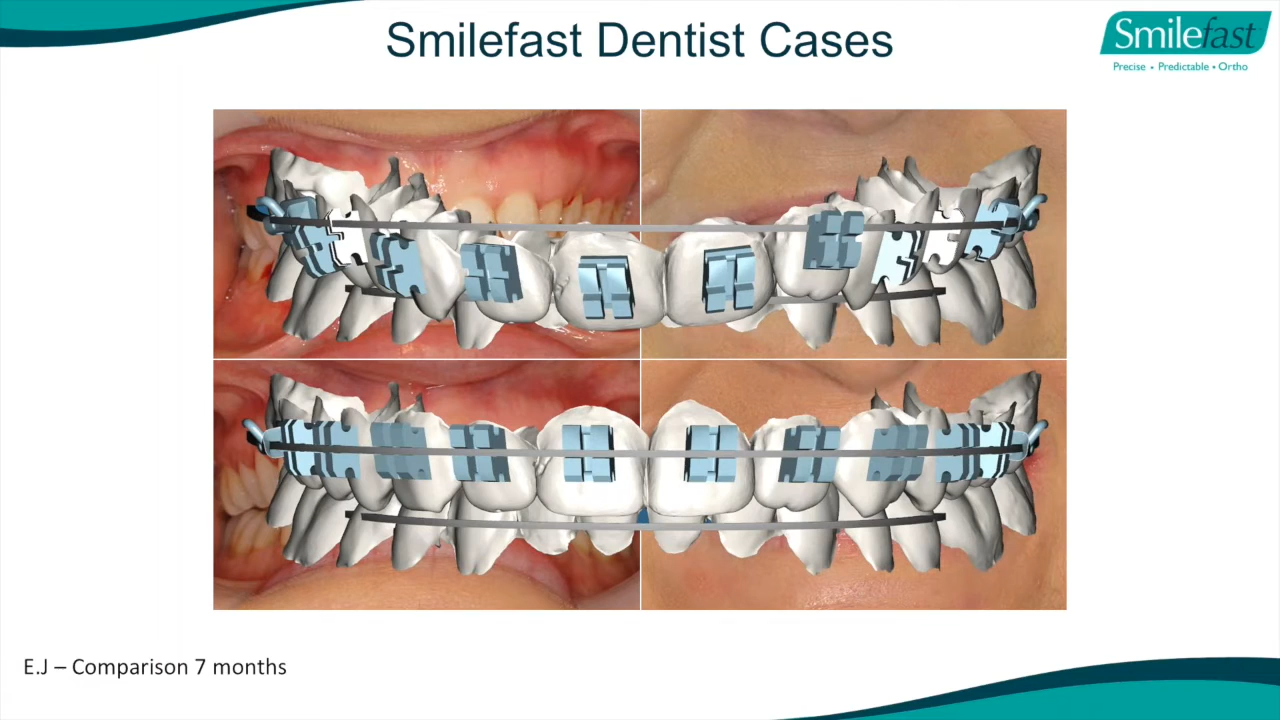 Smilefast Dentist Cases
Smilefast
Precise • Predictable • Ortho
E.J – Comparison 7 months